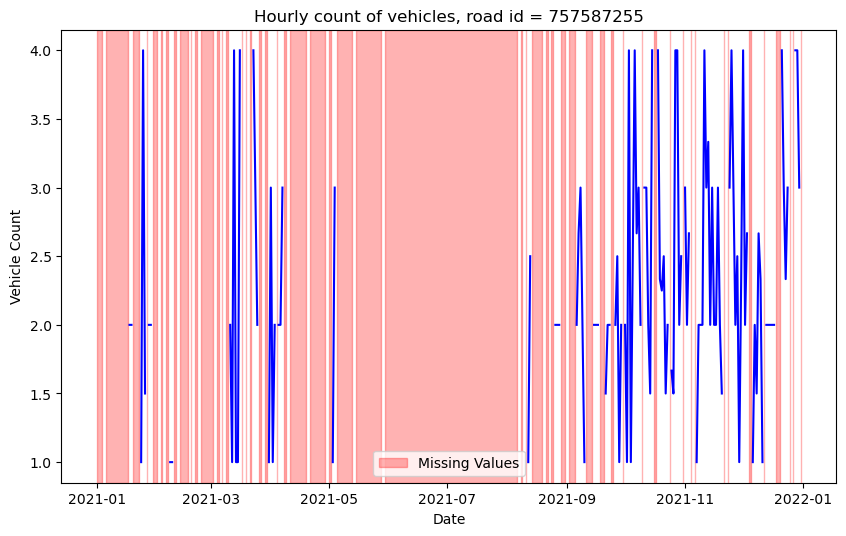 Hourly count of vehicles, road id = 757587255
4.0
3.5
3.0
2.5
2.0
1.5
1.0
Vehicle Count
Missing Values
2021-01 2021-03 2021-05 2021-07 2021-09 2021-11 2022-01
Date